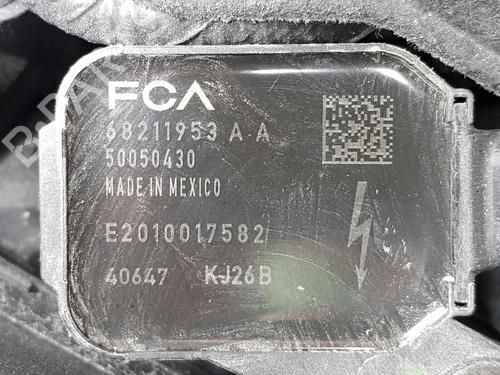 FCA
68211953 A A
50050430
MADE IN MEXICO
E2010017582
40647 KJ26B